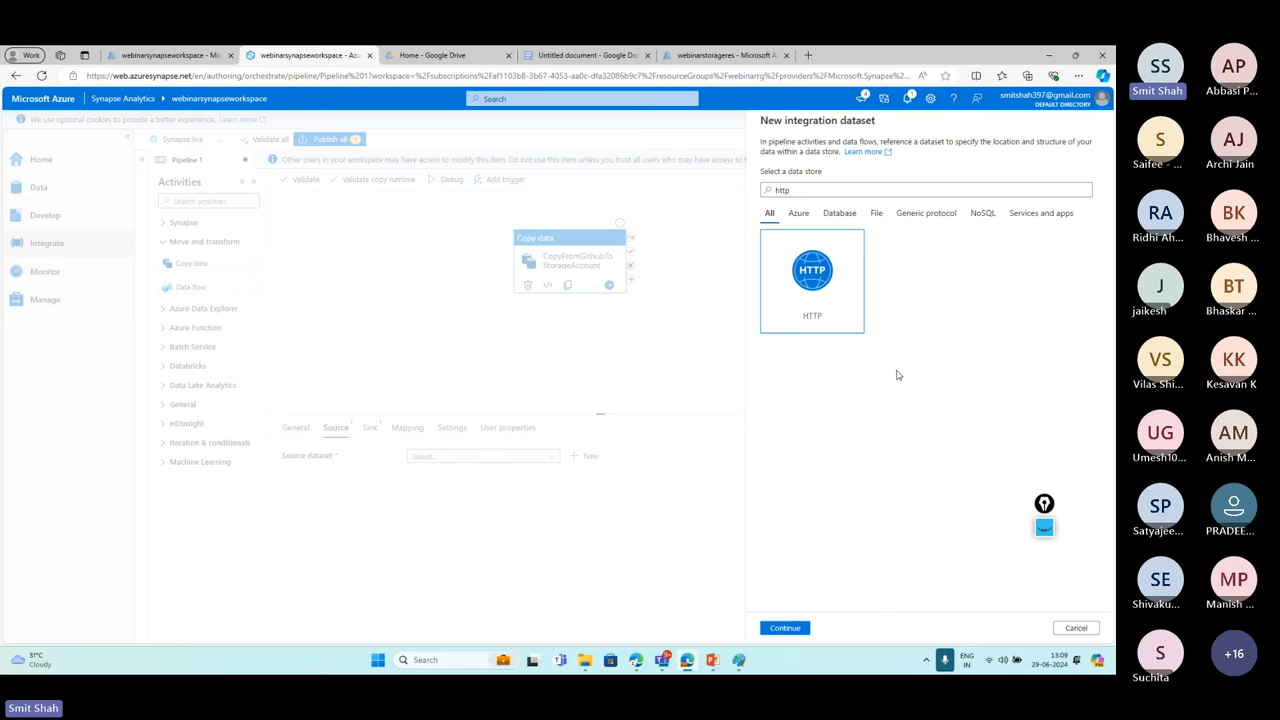 Work
webinarsynapseworkspace - Mic
webinarsynapseworkspace - Azu
Home - Google Drive
Untitled document - Google Doc
webinarstorageres - Microsoft A
https://web.azuresynapse.net/en/authoring/orchestrate/pipeline/Pipeline%201?workspace=%2Fsubscriptions%2Faf1103b8-3b67-4053-aa0c-dfa32086b9c7%2FresourceGroups%2Fwebinarrg%2Fproviders%2FMicrosoft.Synapse%2...
Microsoft Azure
Synapse Analytics
webinarsynapseworkspace
Search
4
1
smitshah397@gmail.com
DEFAULT DIRECTORY
We use optional cookies to provide a better experience. Learn more
Synapse live
Validate all
Publish all
1
Home
Data
Develop
Integrate
Monitor
Manage
Pipeline 1
Other users in your workspace may have access to modify this item. Do not use this item unless you trust all users who may have access to
Activities
Search activities
Synapse
Move and transform
Copy data
Data flow
Azure Data Explorer
Azure Function
Batch Service
Databricks
Data Lake Analytics
General
HDInsight
Iteration & conditionals
Machine Learning
Validate
Validate copy runtime
Debug
Add trigger
Copy data
CopyFromGithubTo
StorageAccount
General
Source 1
Sink 1
Mapping
Settings
User properties
Source dataset *
Select...
New
New integration dataset
In pipeline activities and data flows, reference a dataset to specify the location and structure of your
data within a data store. Learn more
Select a data store
http
All
Azure
Database
File
Generic protocol
NoSQL
Services and apps
HTTP
HTTP
Continue
Cancel
31°C
Cloudy
Search
ENG
IN
13:09
29-06-2024
Smit Shah
SS
Smit Shah
AP
Abbasi P...
S
Saifee - ...
AJ
Archi Jain
RA
Ridhi Ah...
BK
Bhavesh ...
J
jaikesh
BT
Bhaskar ...
VS
Vilas Shi...
KK
Kesavan K
UG
Umesh10...
AM
Anish M...
SP
Satyajee...
PRADEE...
SE
Shivaku...
MP
Manish ...
S
Suchita
+16